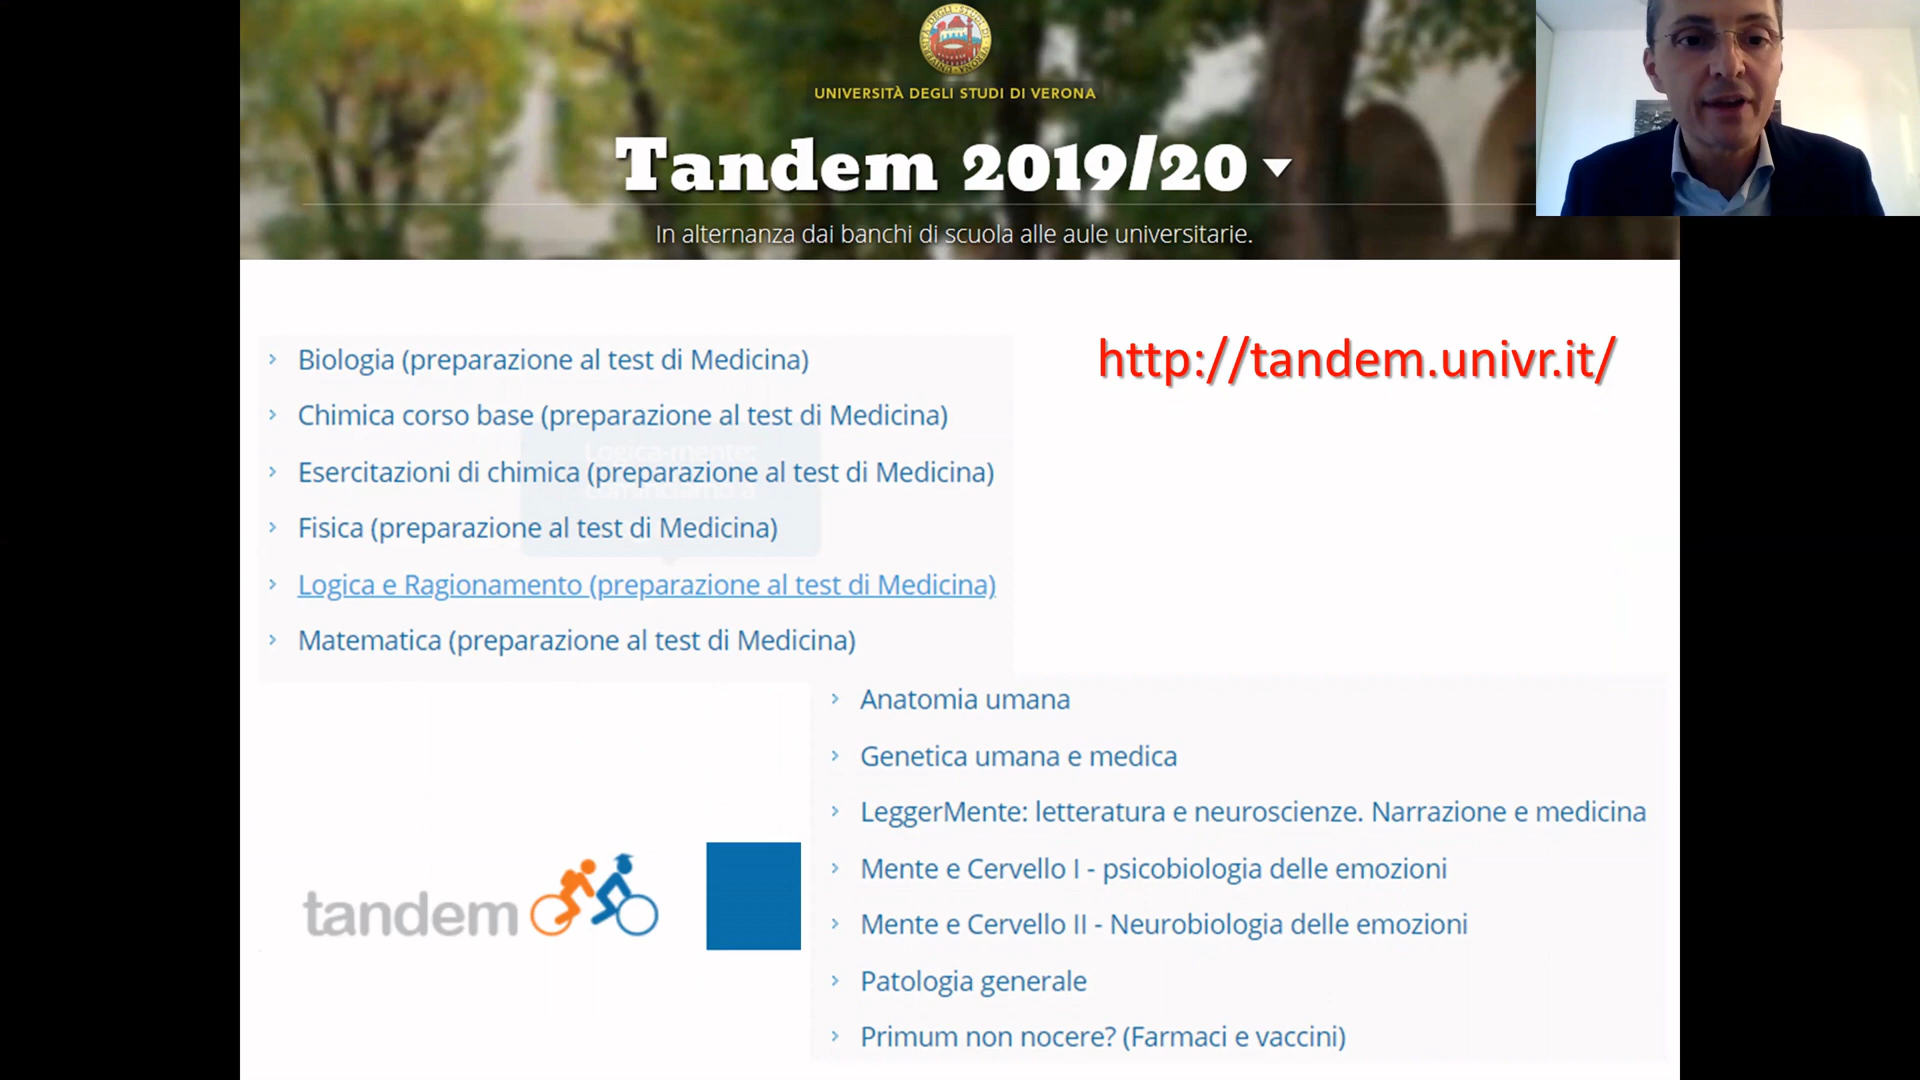 UNIVERSITÀ DEGLI STUDI DI VERONA
Tandem 2019/20
In alternanza dai banchi di scuola alle aule universitarie.
http://tandem.univr.it/
Biologia (preparazione al test di Medicina)
Chimica corso base (preparazione al test di Medicina)
Esercitazioni di chimica (preparazione al test di Medicina)
Fisica (preparazione al test di Medicina)
Logica e Ragionamento (preparazione al test di Medicina)
Matematica (preparazione al test di Medicina)
Anatomia umana
Genetica umana e medica
LeggerMente: letteratura e neuroscienze. Narrazione e medicina
Mente e Cervello I - psicobiologia delle emozioni
Mente e Cervello II - Neurobiologia delle emozioni
Patologia generale
Primum non nocere? (Farmaci e vaccini)
tandem